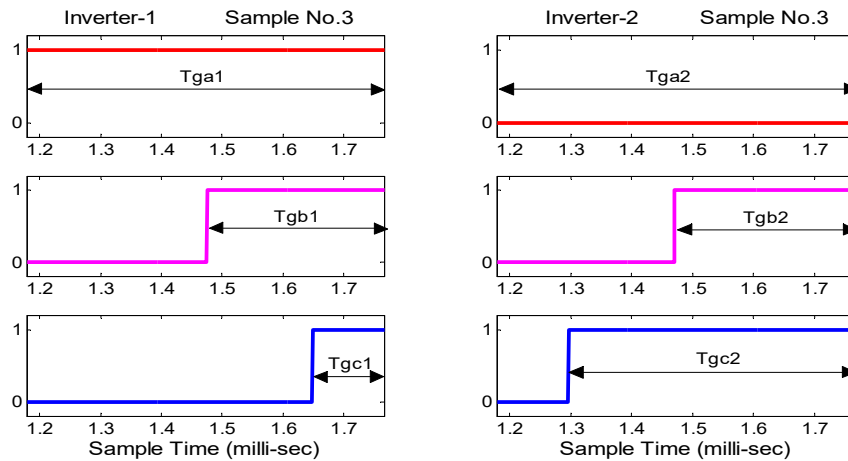 Inverter-1 Sample No.3
1
Tga1
0
1.2 1.3 1.4 1.5 1.6 1.7
1
Tgb1
0
1.2 1.3 1.4 1.5 1.6 1.7
1
Tgc1
0
1.2 1.3 1.4 1.5 1.6 1.7
Sample Time (milli-sec)
Inverter-2 Sample No.3
1
Tga2
0
1.2 1.3 1.4 1.5 1.6 1.7
1
Tgb2
0
1.2 1.3 1.4 1.5 1.6 1.7
1
Tgc2
0
1.2 1.3 1.4 1.5 1.6 1.7
Sample Time (milli-sec)